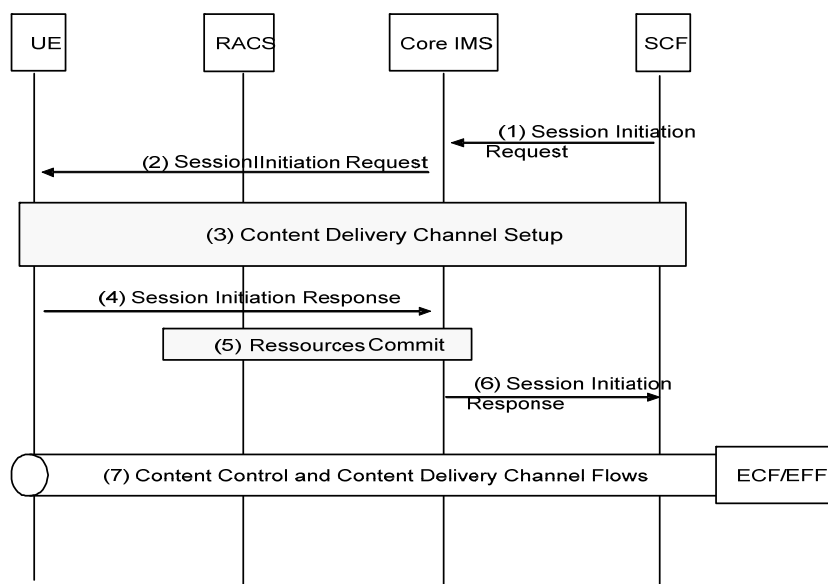 UE
RACS
Core IMS
SCF
(1) Session Initiation
Request
(2) SessionIInitiation Request
(3) Content Delivery Channel Setup
(4) Session Initiation Response
(5) Ressources Commit
(6) Session Initiation
Response
(7) Content Control and Content Delivery Channel Flows
ECF/EFF